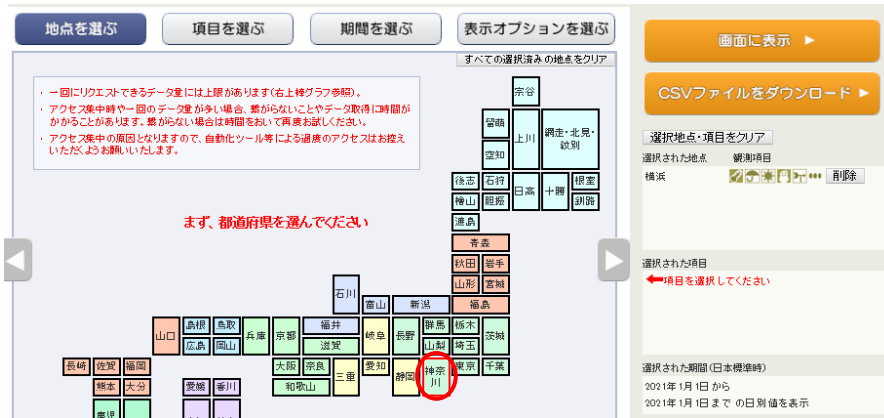 地点を選ぶ
項目を選ぶ
期間を選ぶ
表示オプションを選ぶ
すべての選択済みの地点をクリア
・ 一回にリクエストできるデータ量には上限があります(右上棒グラフ参照)。
・ アクセス集中時や一回のデータ量が多い場合、繋がらないことやデータ取得に時間が
かかることがあります。繋がらない場合は時間をおいて再度お試しください。
・ アクセス集中の原因となりますので、自動化ツール等による過度のアクセスはお控え
いただくようお願いいたします。
まず、都道府県を選んでください
宗谷
留萌
上川
網走・北見・
紋別
空知
後志
石狩
日高
十勝
根室
檜山
胆振
釧路
渡島
青森
秋田
岩手
山形
宮城
石川
富山
新潟
福島
山口
島根
鳥取
兵庫
京都
福井
岐阜
長野
群馬
栃木
茨城
広島
岡山
滋賀
山梨
埼玉
長崎
佐賀
福岡
大阪
奈良
三重
愛知
静岡
神奈
川
東京
千葉
熊本
大分
愛媛
香川
和歌山
鹿児
画面に表示
CSVファイルをダウンロード
選択地点・項目をクリア
選択された地点 観測項目
横浜
削除
選択された項目
項目を選択してください
選択された期間(日本標準時)
2021年1月1日 から
2021年1月1日まで の日別値を表示